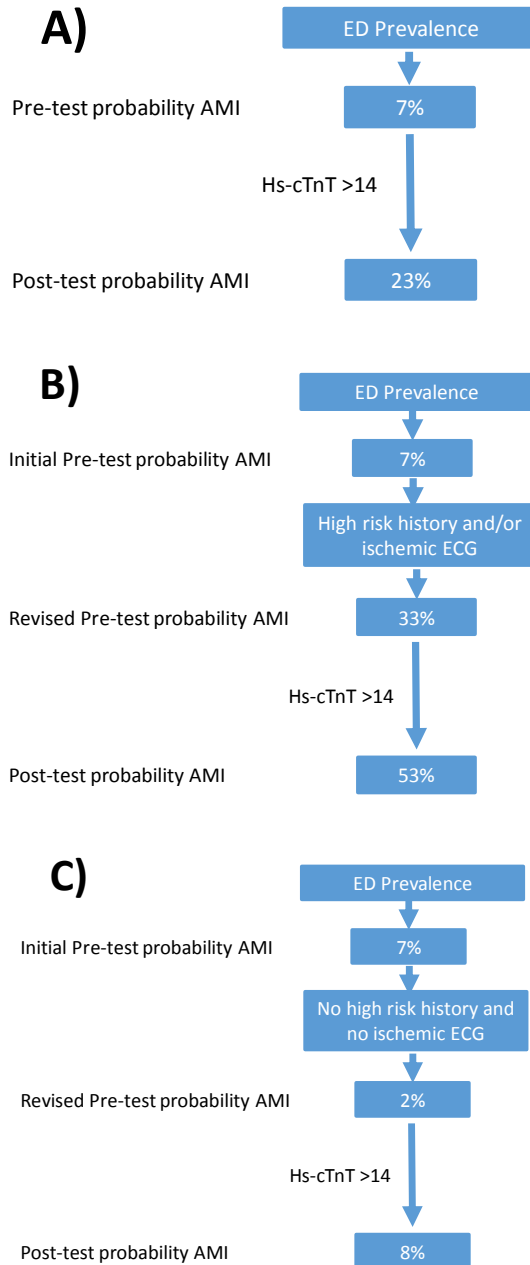 A)
ED Prevalence
Pre-test probability AMI
7%
Hs-cTnT >14
Post-test probability AMI
23%
B)
ED Prevalence
Initial Pre-test probability AMI
7%
High risk history and/or
ischemic ECG
Revised Pre-test probability AMI
33%
Hs-cTnT >14
Post-test probability AMI
53%
C)
ED Prevalence
Initial Pre-test probability AMI
7%
No high risk history and
no ischemic ECG
Revised Pre-test probability AMI
2%
Hs-cTnT >14
Post-test probability AMI
8%